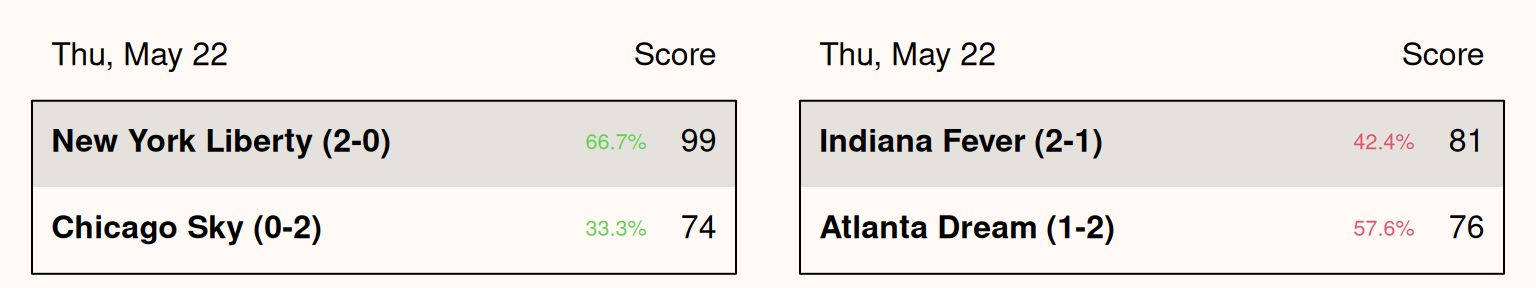 Thu, May 22 Score
New York Liberty (2-0) 66.7% 99
Chicago Sky (0-2) 33.3% 74
Thu, May 22 Score
Indiana Fever (2-1) 42.4% 81
Atlanta Dream (1-2) 57.6% 76